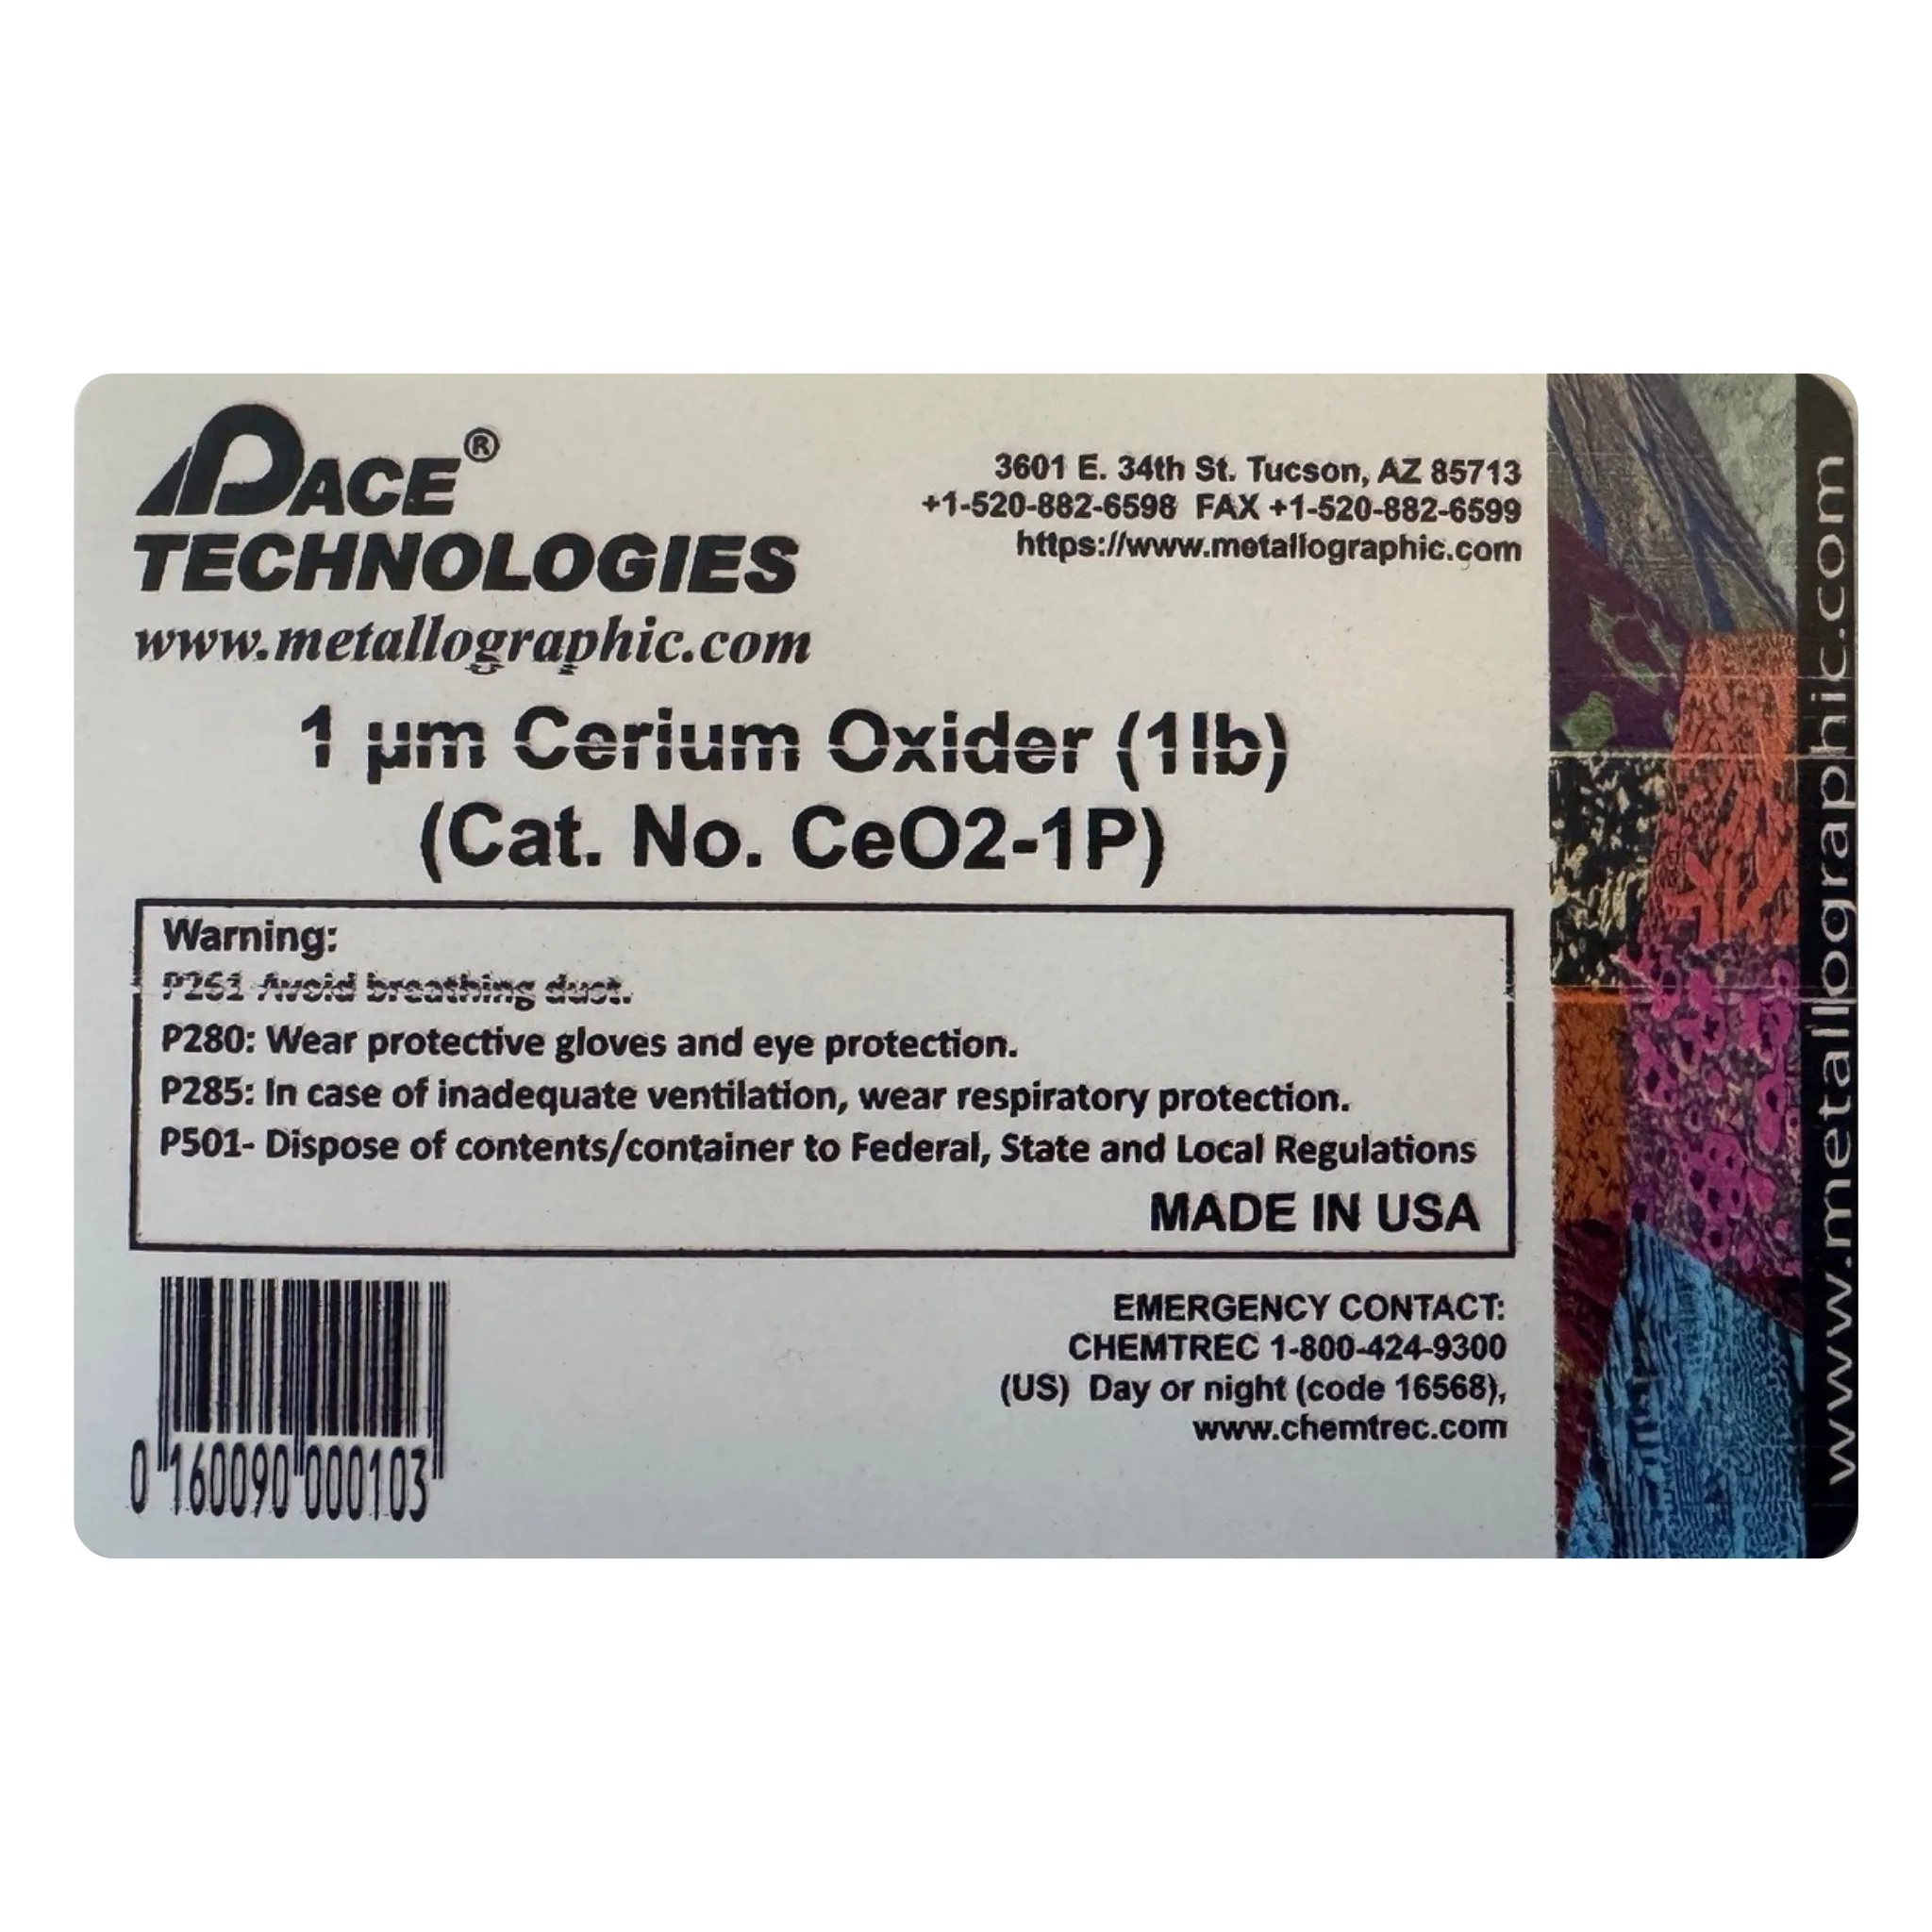 PACE®
TECHNOLOGIES
www.metallographic.com
3601 E. 34th St. Tucson, AZ 85713
+1-520-882-6598 FAX +1-520-882-6599
https://www.metallographic.com
1 µm Cerium Oxider (1lb)
(Cat. No. CeO2-1P)
Warning:
P261 Avoid breathing dust.
P280: Wear protective gloves and eye protection.
P285: In case of inadequate ventilation, wear respiratory protection.
P501- Dispose of contents/container to Federal, State and Local Regulations
MADE IN USA
0 160090 000103
EMERGENCY CONTACT:
CHEMTREC 1-800-424-9300
(US) Day or night (code 16568),
www.chemtrec.com
www.metallographic.com